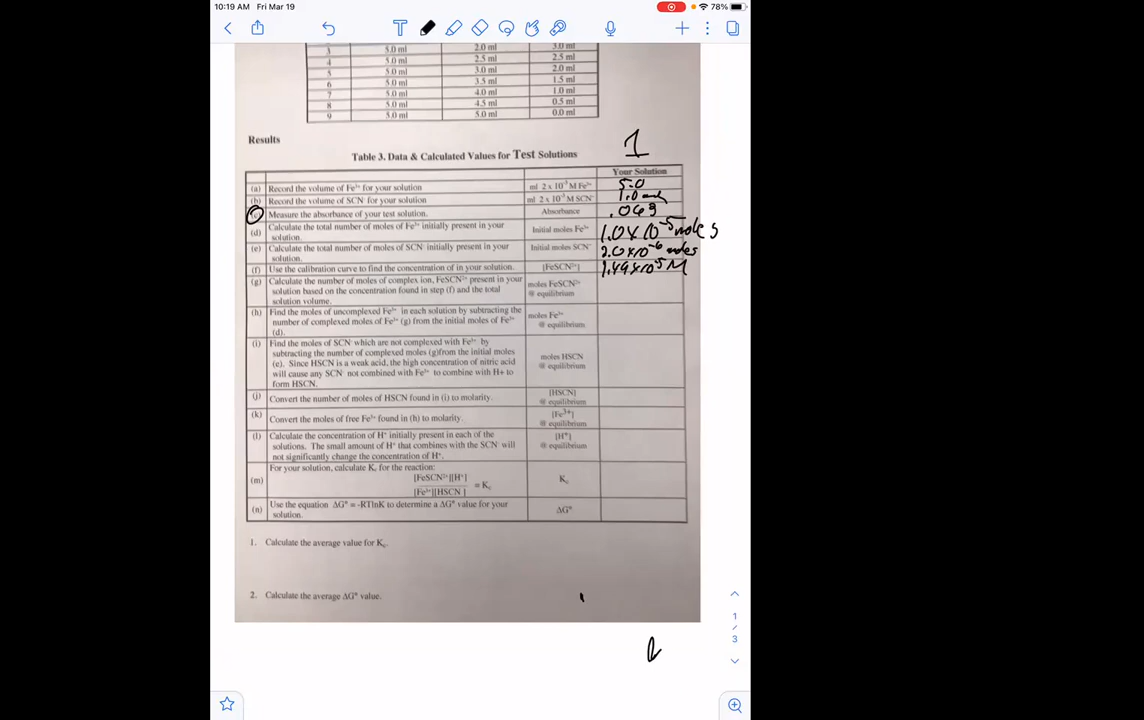 10:19 AM Fri Mar 19
78%
T
3 5.0 ml 2.0 ml 3.0 ml
4 5.0 ml 2.5 ml 2.5 ml
5 5.0 ml 3.0 ml 2.0 ml
6 5.0 ml 3.5 ml 1.5 ml
7 5.0 ml 4.0 ml 1.0 ml
8 5.0 ml 4.5 ml 0.5 ml
9 5.0 ml 5.0 ml 0.0 ml
Results
1
Table 3. Data & Calculated Values for Test Solutions
Your Solution
(a) Record the volume of Fe³⁺ for your solution ml 2 x 10⁻³ M Fe³⁺ 5.0
(b) Record the volume of SCN⁻ for your solution ml 2 x 10⁻³ M SCN⁻ 1.0 ml
(c) Measure the absorbance of your test solution. Absorbance .063
(d) Calculate the total number of moles of Fe³⁺ initially present in your
solution. Initial moles Fe³⁺ 1.0x10⁻⁵ moles
(e) Calculate the total number of moles of SCN⁻ initially present in your
solution. Initial moles SCN⁻ 2.0x10⁻⁶ moles
(f) Use the calibration curve to find the concentration of in your solution. [FeSCN²⁺] 1.49x10⁻⁵ M
(g) Calculate the number of moles of complex ion, FeSCN²⁺ present in your
solution based on the concentration found in step (f) and the total
solution volume.
moles FeSCN²⁺
@ equilibrium
(h) Find the moles of uncomplexed Fe³⁺ in each solution by subtracting the
number of complexed moles of Fe³⁺ (g) from the initial moles of Fe³⁺
(d).
moles Fe³⁺
@ equilibrium
(i) Find the moles of SCN⁻ which are not complexed with Fe³⁺ by
subtracting the number of complexed moles (g)from the initial moles
(e). Since HSCN is a weak acid, the high concentration of nitric acid
will cause any SCN⁻ not combined with Fe³⁺ to combine with H+ to
form HSCN.
moles HSCN
@ equilibrium
(j) Convert the number of moles of HSCN found in (i) to molarity.
[HSCN]
@ equilibrium
(k) Convert the moles of free Fe³⁺ found in (h) to molarity.
[Fe³⁺]
@ equilibrium
(l) Calculate the concentration of H⁺ initially present in each of the
solutions. The small amount of H⁺ that combines with the SCN⁻ will
not significantly change the concentration of H⁺.
[H⁺]
@ equilibrium
(m) For your solution, calculate Kc for the reaction:
[FeSCN²⁺][H⁺]
[Fe³⁺][HSCN ] = Kc
Kc
(n) Use the equation ΔG° = -RTlnK to determine a ΔG° value for your
solution.
ΔG°
1. Calculate the average value for Kc.
2. Calculate the average ΔG° value.
1
/
3